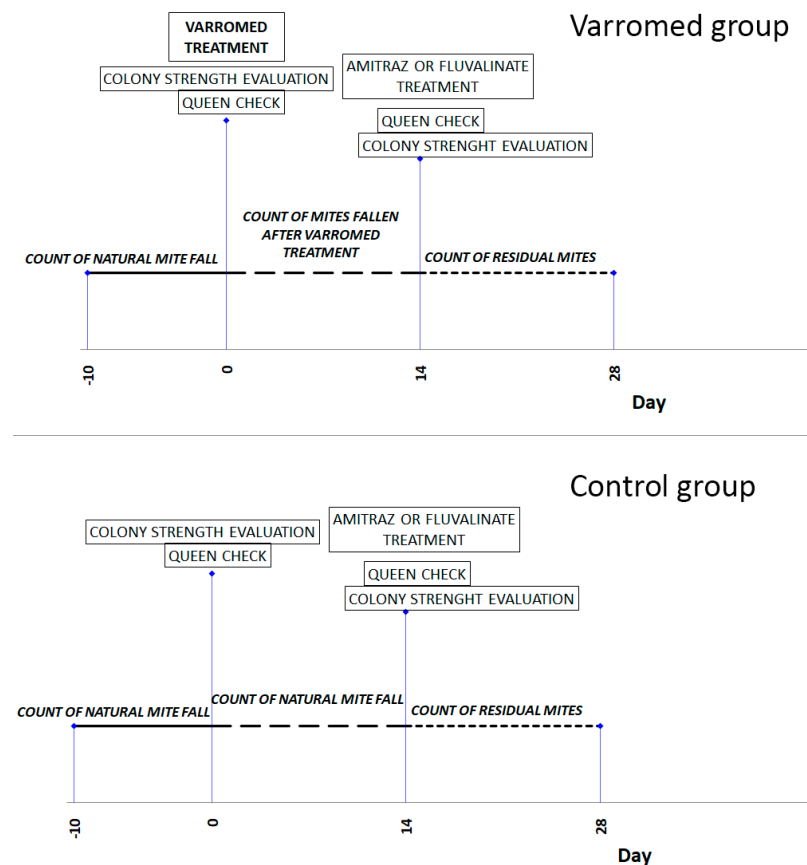 Varromed group
VARROMED
TREATMENT
COLONY STRENGTH EVALUATION
QUEEN CHECK
AMITRAZ OR FLUVALINATE
TREATMENT
QUEEN CHECK
COLONY STRENGHT EVALUATION
COUNT OF NATURAL MITE FALL
COUNT OF MITES FALLEN
AFTER VARROMED
TREATMENT
COUNT OF RESIDUAL MITES
-10
0
14
28
Day
Control group
COLONY STRENGTH EVALUATION
QUEEN CHECK
AMITRAZ OR FLUVALINATE
TREATMENT
QUEEN CHECK
COLONY STRENGHT EVALUATION
COUNT OF NATURAL MITE FALL
COUNT OF NATURAL MITE FALL
COUNT OF RESIDUAL MITES
-10
0
14
28
Day